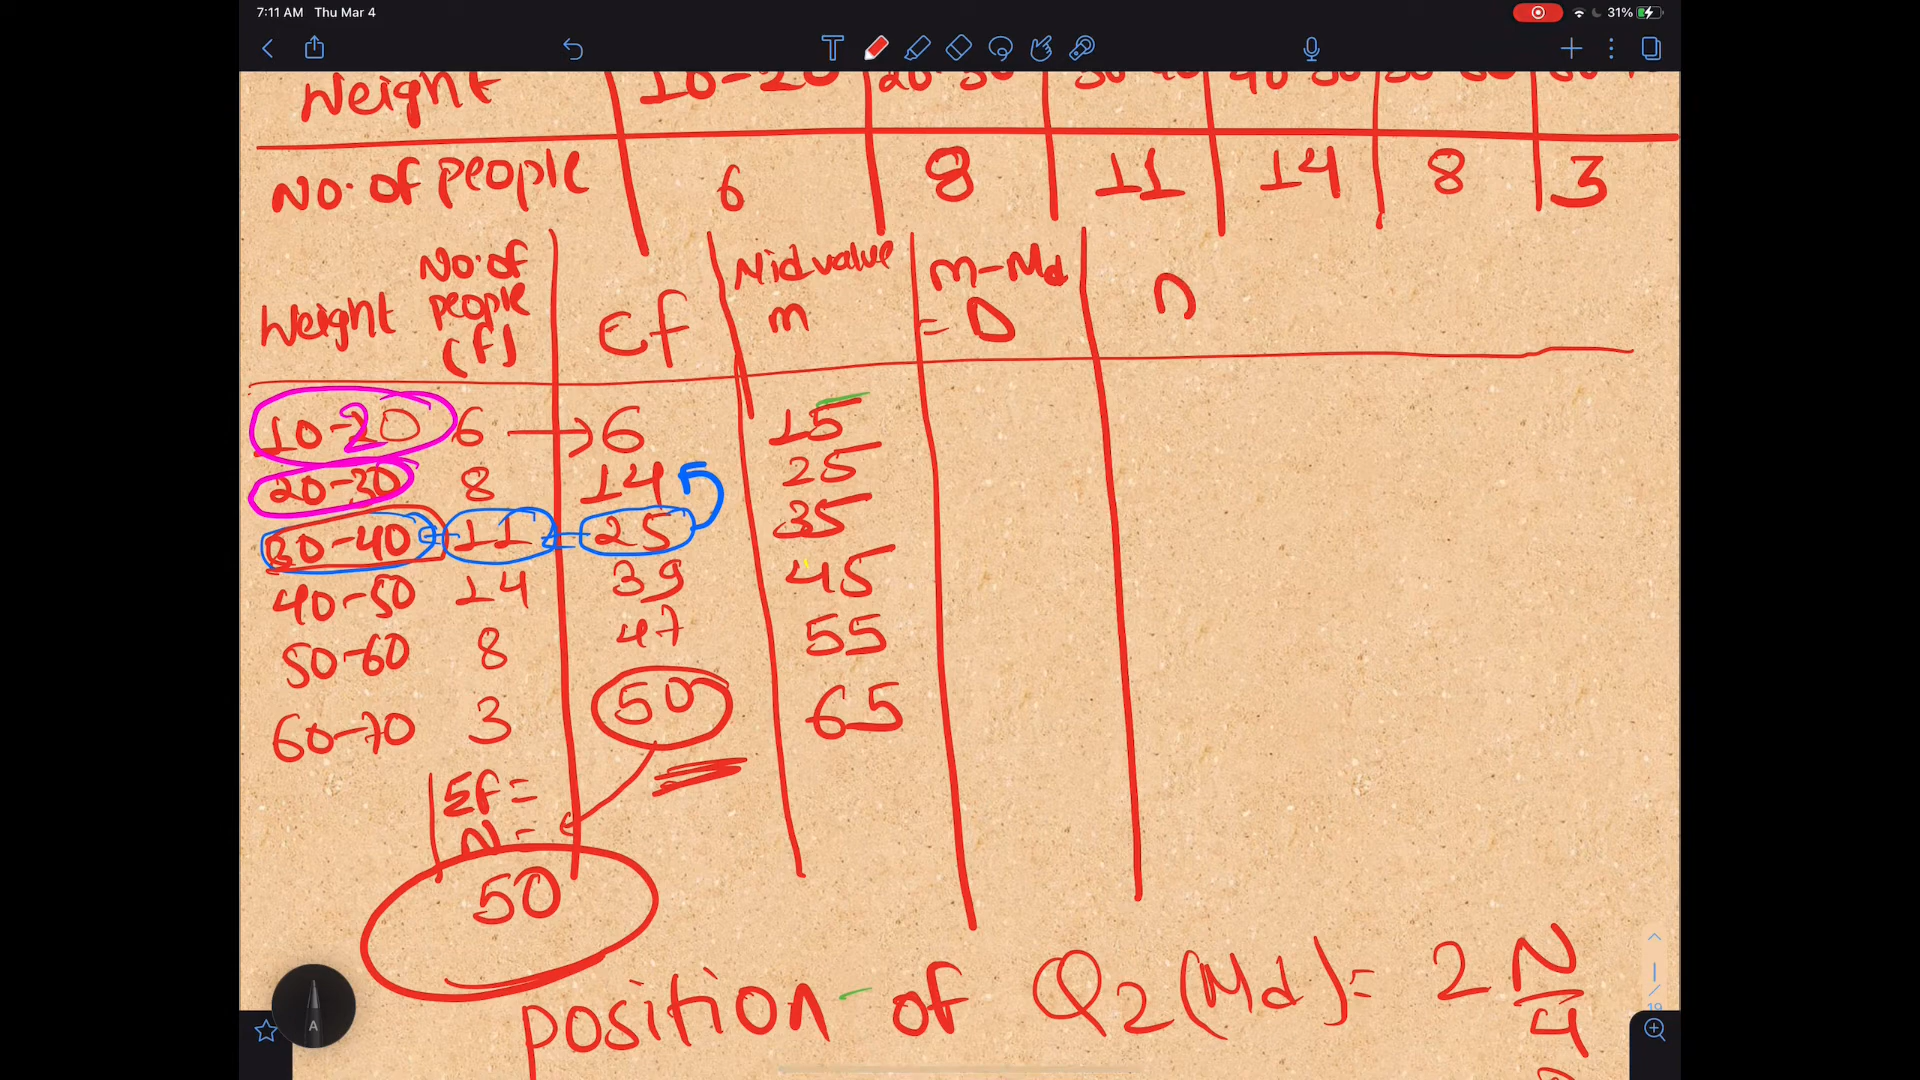 7:11 AM Thu Mar 4
31%
Weight 10-20
No. of people 6 8 11 14 8 3
Weight No. of people (f) cf Mid value m m-Md = D
10-20 6 → 6 15
20-30 8 14 25
30-40 11 25 35
40-50 14 39 45
50-60 8 47 55
60-70 3 50 65
Σf =
N =
50
position of Q2 (Md) = 2 N/4
A